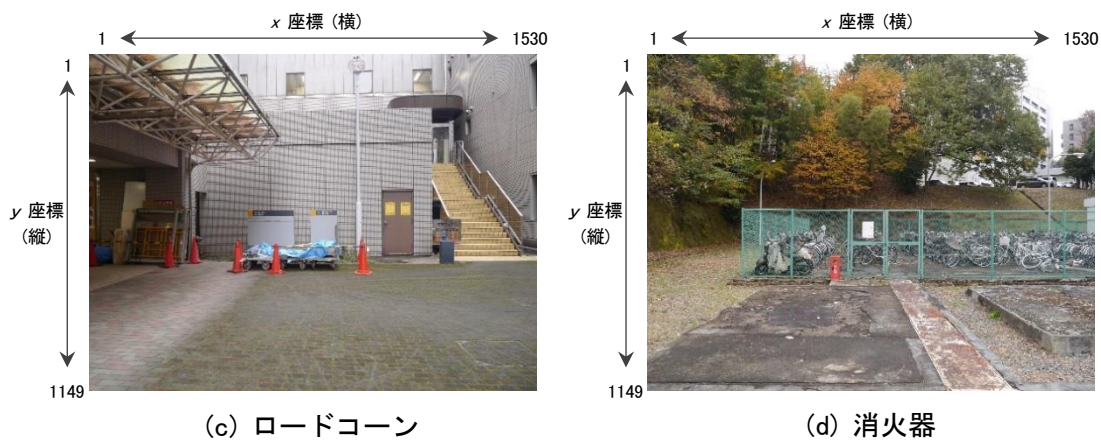 x 座標 (横)
1 1530
1
y 座標
(縦)
1149
(c) ロードコーン
x 座標 (横)
1 1530
1
y 座標
(縦)
1149
(d) 消火器